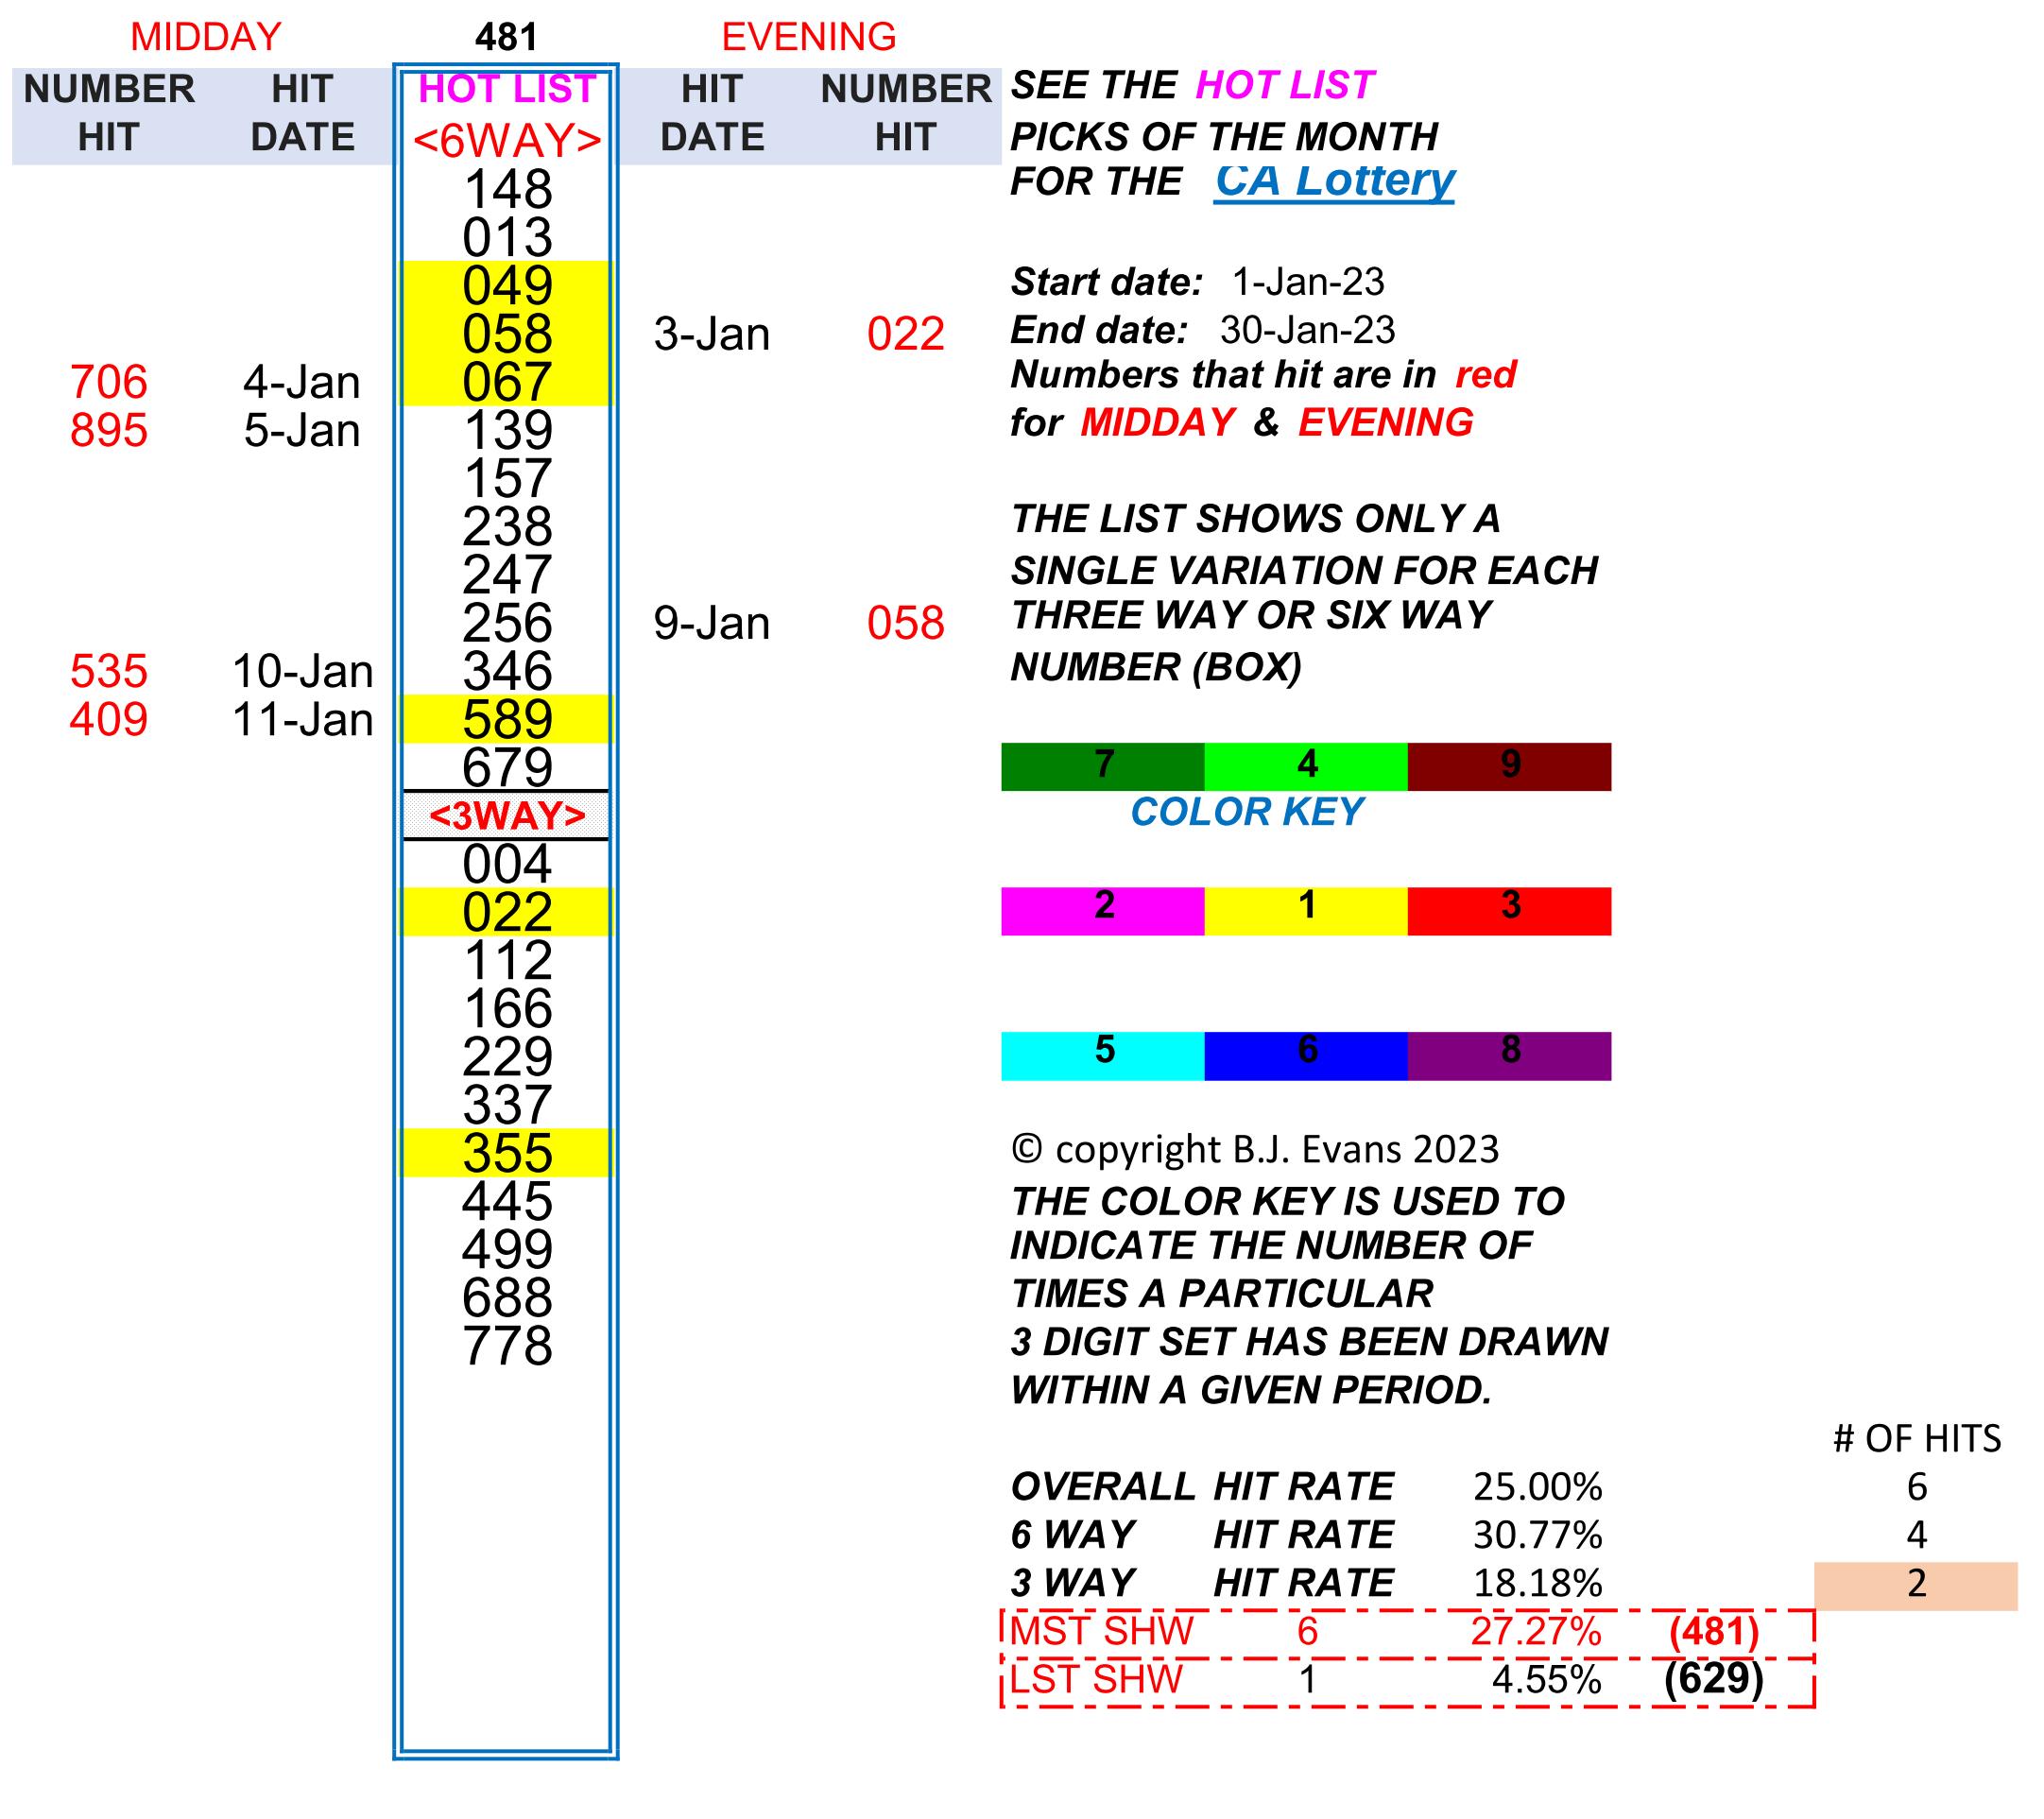 MIDDAY 481 EVENING
NUMBER HIT HOT LIST HIT NUMBER SEE THE HOT LIST
HIT DATE <6WAY> DATE HIT PICKS OF THE MONTH
148 FOR THE CA Lottery
013
049 Start date: 1-Jan-23
058 3-Jan 022 End date: 30-Jan-23
706 4-Jan 067 Numbers that hit are in red
895 5-Jan 139 for MIDDAY & EVENING
157
238 THE LIST SHOWS ONLY A
247 SINGLE VARIATION FOR EACH
256 9-Jan 058 THREE WAY OR SIX WAY
535 10-Jan 346 NUMBER (BOX)
409 11-Jan 589
679 7 4 9
<3WAY> COLOR KEY
004
022 2 1 3
112
166
229 5 6 8
337
355 © copyright B.J. Evans 2023
445 THE COLOR KEY IS USED TO
499 INDICATE THE NUMBER OF
688 TIMES A PARTICULAR
778 3 DIGIT SET HAS BEEN DRAWN
WITHIN A GIVEN PERIOD.
# OF HITS
OVERALL HIT RATE 25.00% 6
6 WAY HIT RATE 30.77% 4
3 WAY HIT RATE 18.18% 2
MST SHW 6 27.27% (481)
LST SHW 1 4.55% (629)